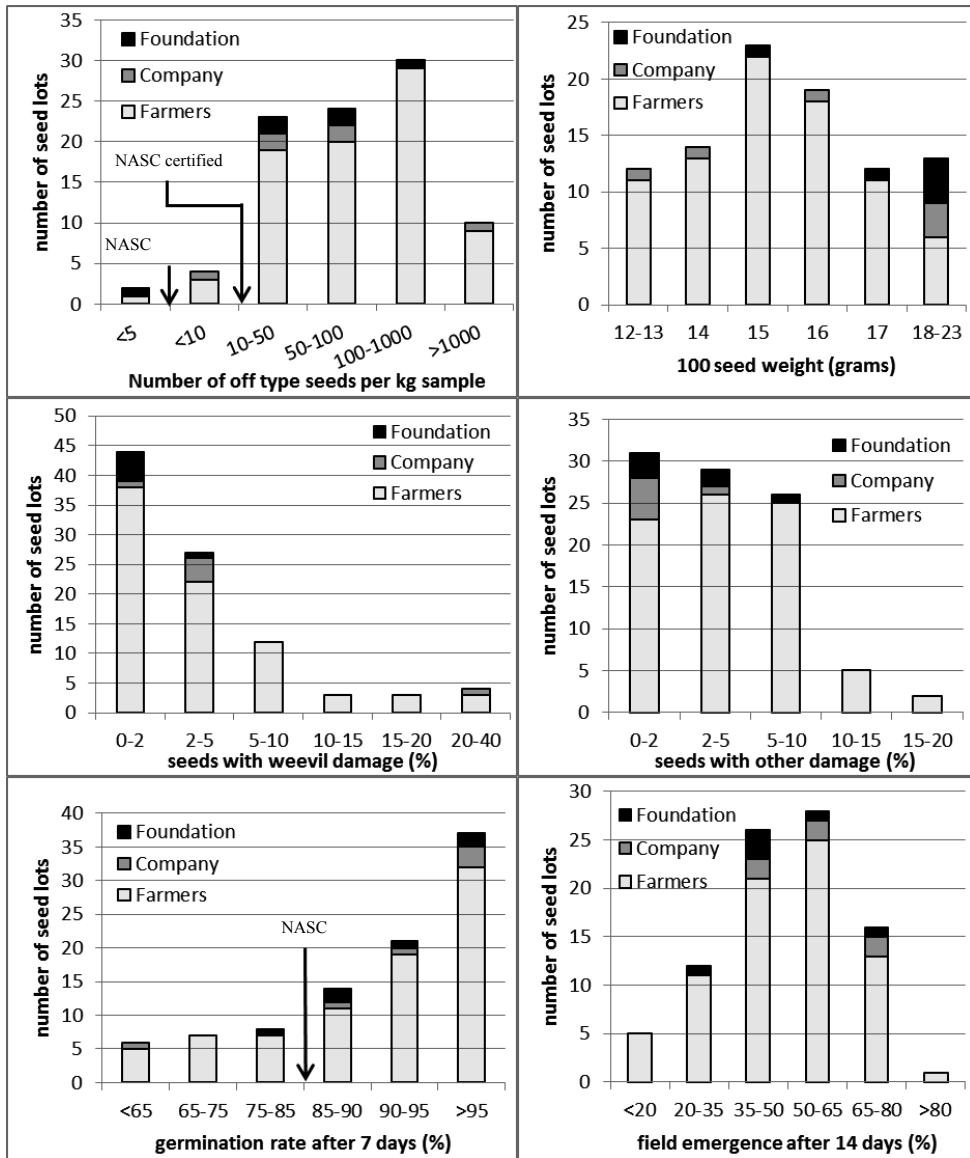 number of seed lots
35
30
25
20
15
10
5
0
Foundation
Company
Farmers
NASC certified
NASC
<5
<10
10-50
50-100
100-1000
>1000
Number of off type seeds per kg sample
number of seed lots
25
20
15
10
5
0
Foundation
Company
Farmers
12-13 14 15 16 17 18-23
100 seed weight (grams)
number of seed lots
50
45
40
35
30
25
20
15
10
5
0
Foundation
Company
Farmers
0-2 2-5 5-10 10-15 15-20 20-40
seeds with weevil damage (%)
number of seed lots
35
30
25
20
15
10
5
0
Foundation
Company
Farmers
0-2 2-5 5-10 10-15 15-20
seeds with other damage (%)
number of seed lots
40
35
30
25
20
15
10
5
0
Foundation
Company
Farmers
NASC
<65 65-75 75-85 85-90 90-95 >95
germination rate after 7 days (%)
number of seed lots
30
25
20
15
10
5
0
Foundation
Company
Farmers
<20 20-35 35-50 50-65 65-80 >80
field emergence after 14 days (%)